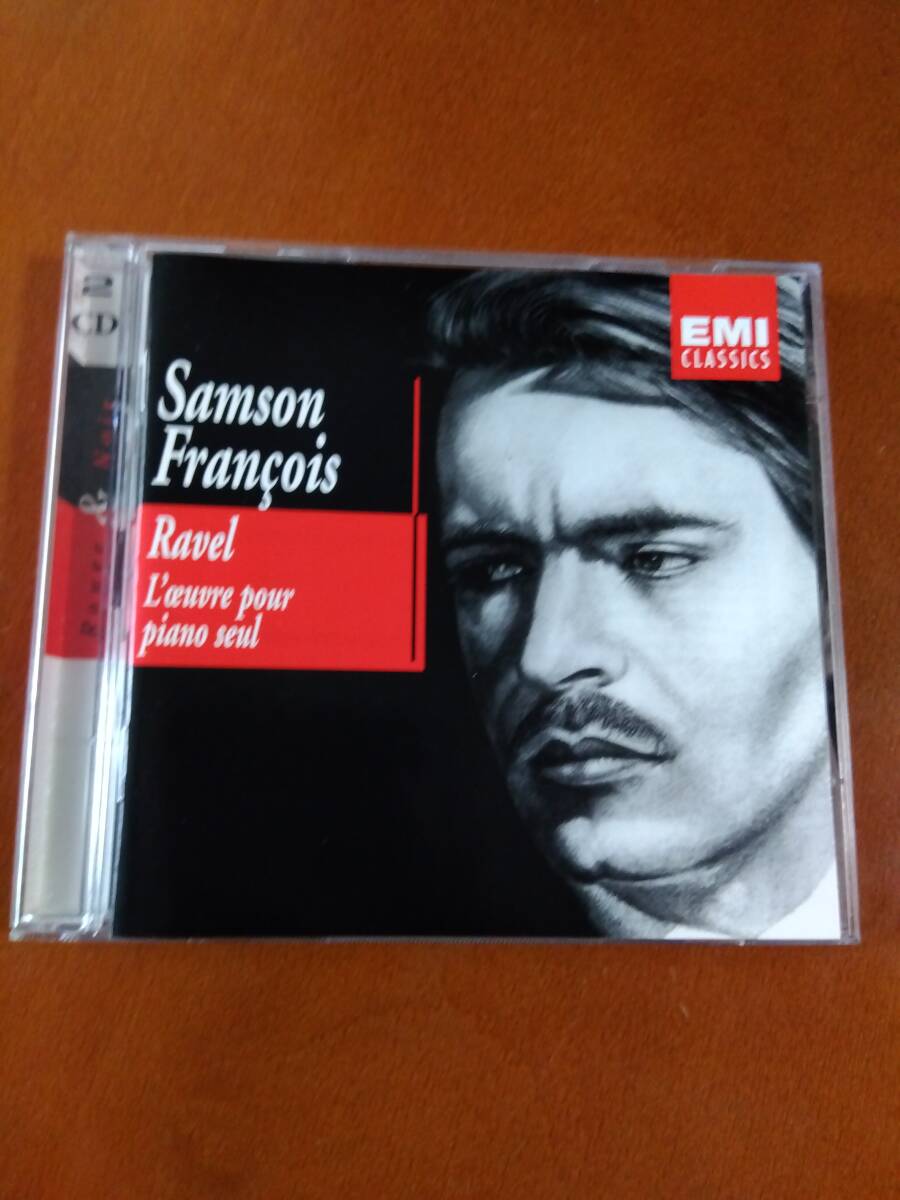 2
CD
Samson
François
Ravel
L'œuvre pour
piano seul
EMI
CLASSICS
&